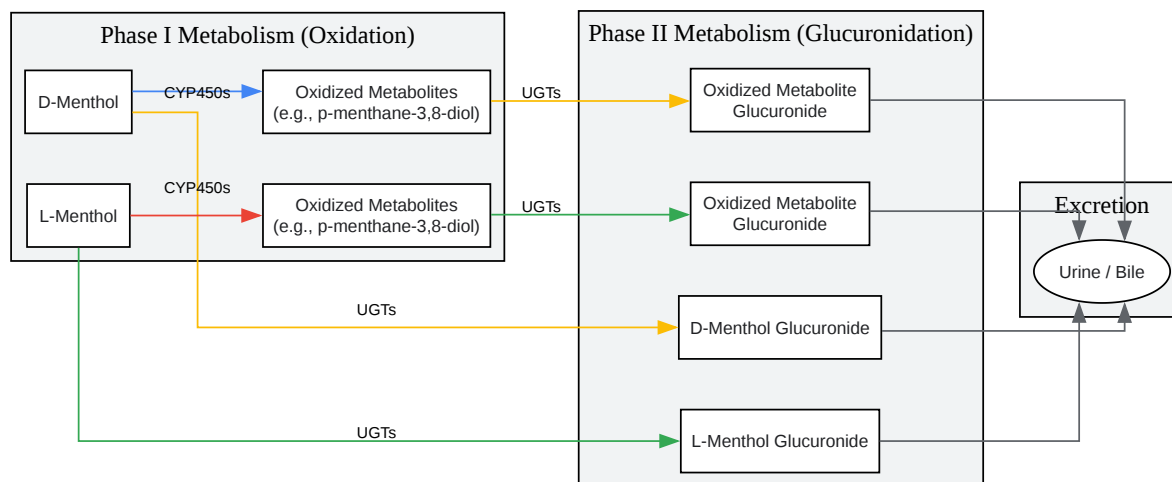 Phase I Metabolism (Oxidation)
Phase II Metabolism (Glucuronidation)
D-Menthol
CYP450s
Oxidized Metabolites
(e.g., p-menthane-3,8-diol)
UGTs
Oxidized Metabolite
Glucuronide
L-Menthol
CYP450s
Oxidized Metabolites
(e.g., p-menthane-3,8-diol)
UGTs
Oxidized Metabolite
Glucuronide
Excretion
Urine / Bile
UGTs
D-Menthol Glucuronide
UGTs
L-Menthol Glucuronide